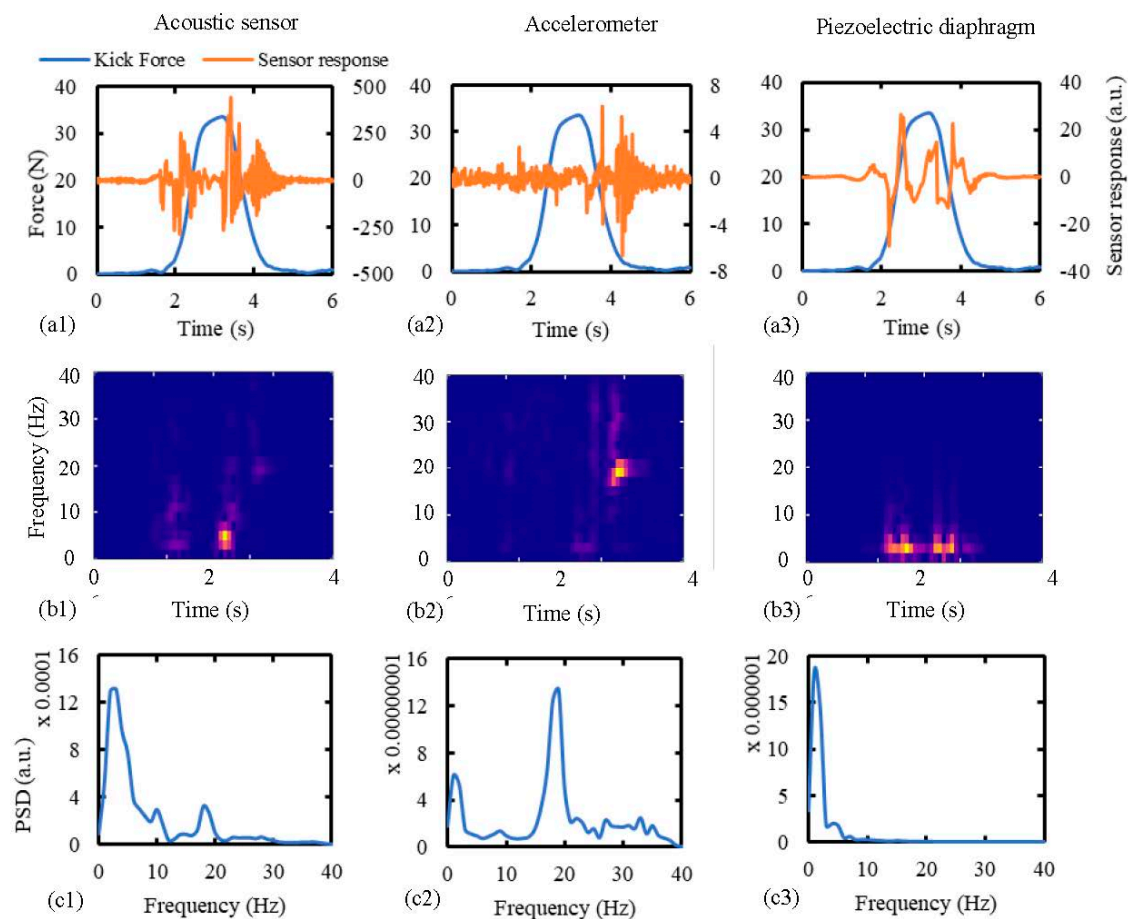 Acoustic sensor Accelerometer Piezoelectric diaphragm
Kick Force Sensor response
40 500 40 8 40 40
30 250 30 4 30 20
20 0 20 0 20 0
10 -250 10 -4 10 -20
0 -500 0 -8 0 -40
Force (N)
Sensor response (a.u.)
0 2 4 6 0 2 4 6 0 2 4 6
(a1) Time (s) (a2) Time (s) (a3) Time (s)
40 40 40
30 30 30
20 20 20
10 10 10
0 0 0
Frequency (Hz)
0 2 4 0 2 4 0 2 4
(b1) Time (s) (b2) Time (s) (b3) Time (s)
16 16 20
12 12 15
8 8 10
4 4 5
0 0 0
PSD (a.u.)
x 0.0001 x 0.00000001 x 0.000001
0 10 20 30 40 0 10 20 30 40 0 10 20 30 40
(c1) Frequency (Hz) (c2) Frequency (Hz) (c3) Frequency (Hz)